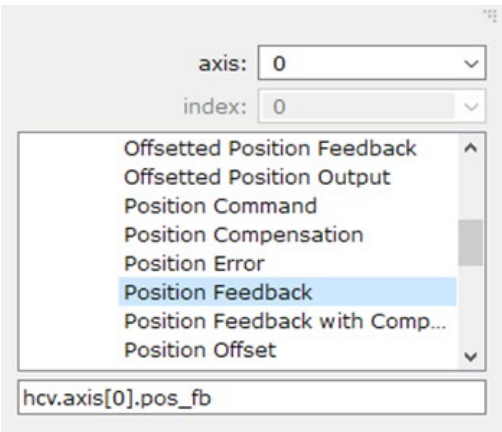 axis: 0
index: 0
Offsetted Position Feedback
Offsetted Position Output
Position Command
Position Compensation
Position Error
Position Feedback
Position Feedback with Comp...
Position Offset
hcv.axis[0].pos_fb